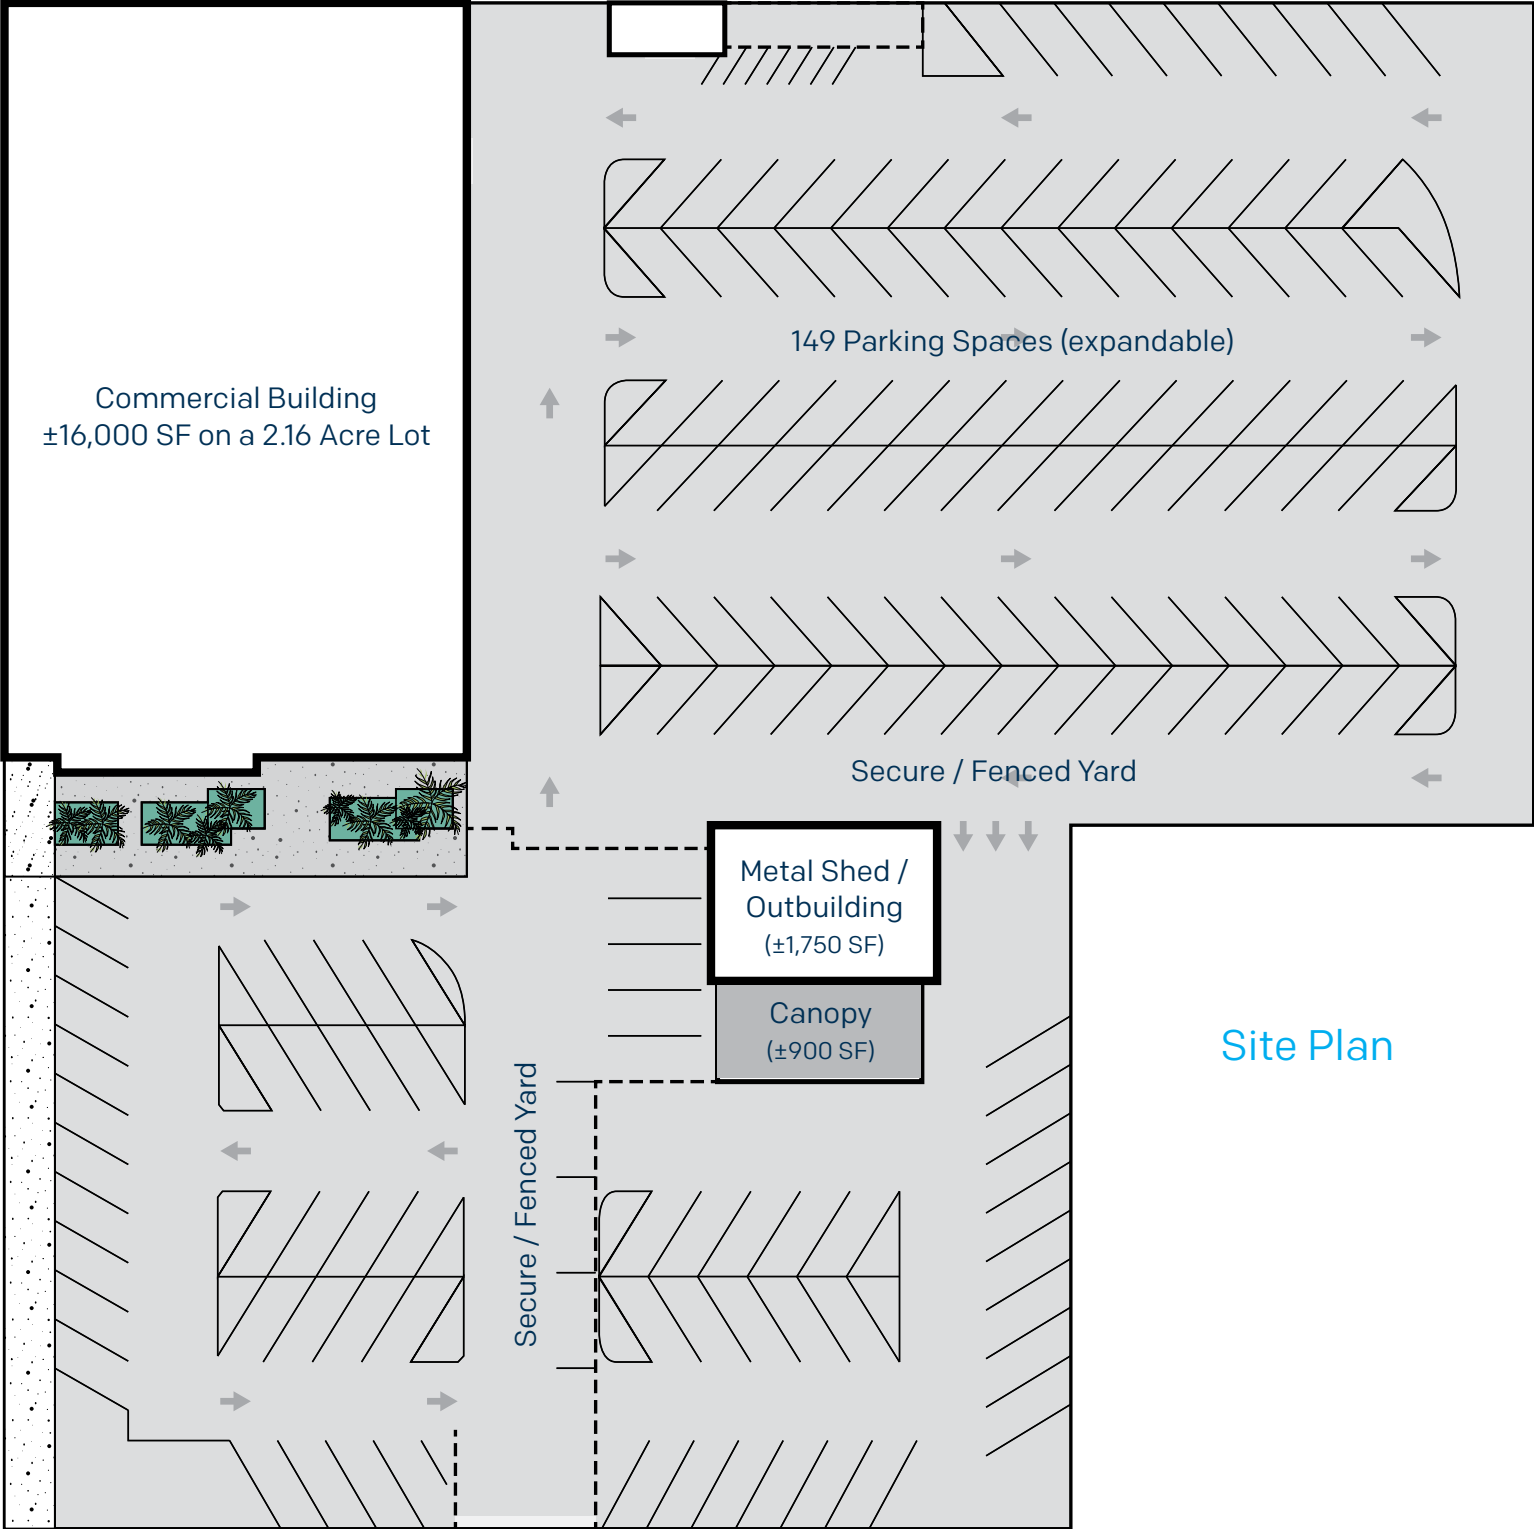 149 Parking Spaces (expandable)
Commercial Building
±16,000 SF on a 2.16 Acre Lot
Secure / Fenced Yard
Metal Shed /
Outbuilding
(±1,750 SF)
Canopy
(±900 SF)
Site Plan
Secure / Fenced Yard